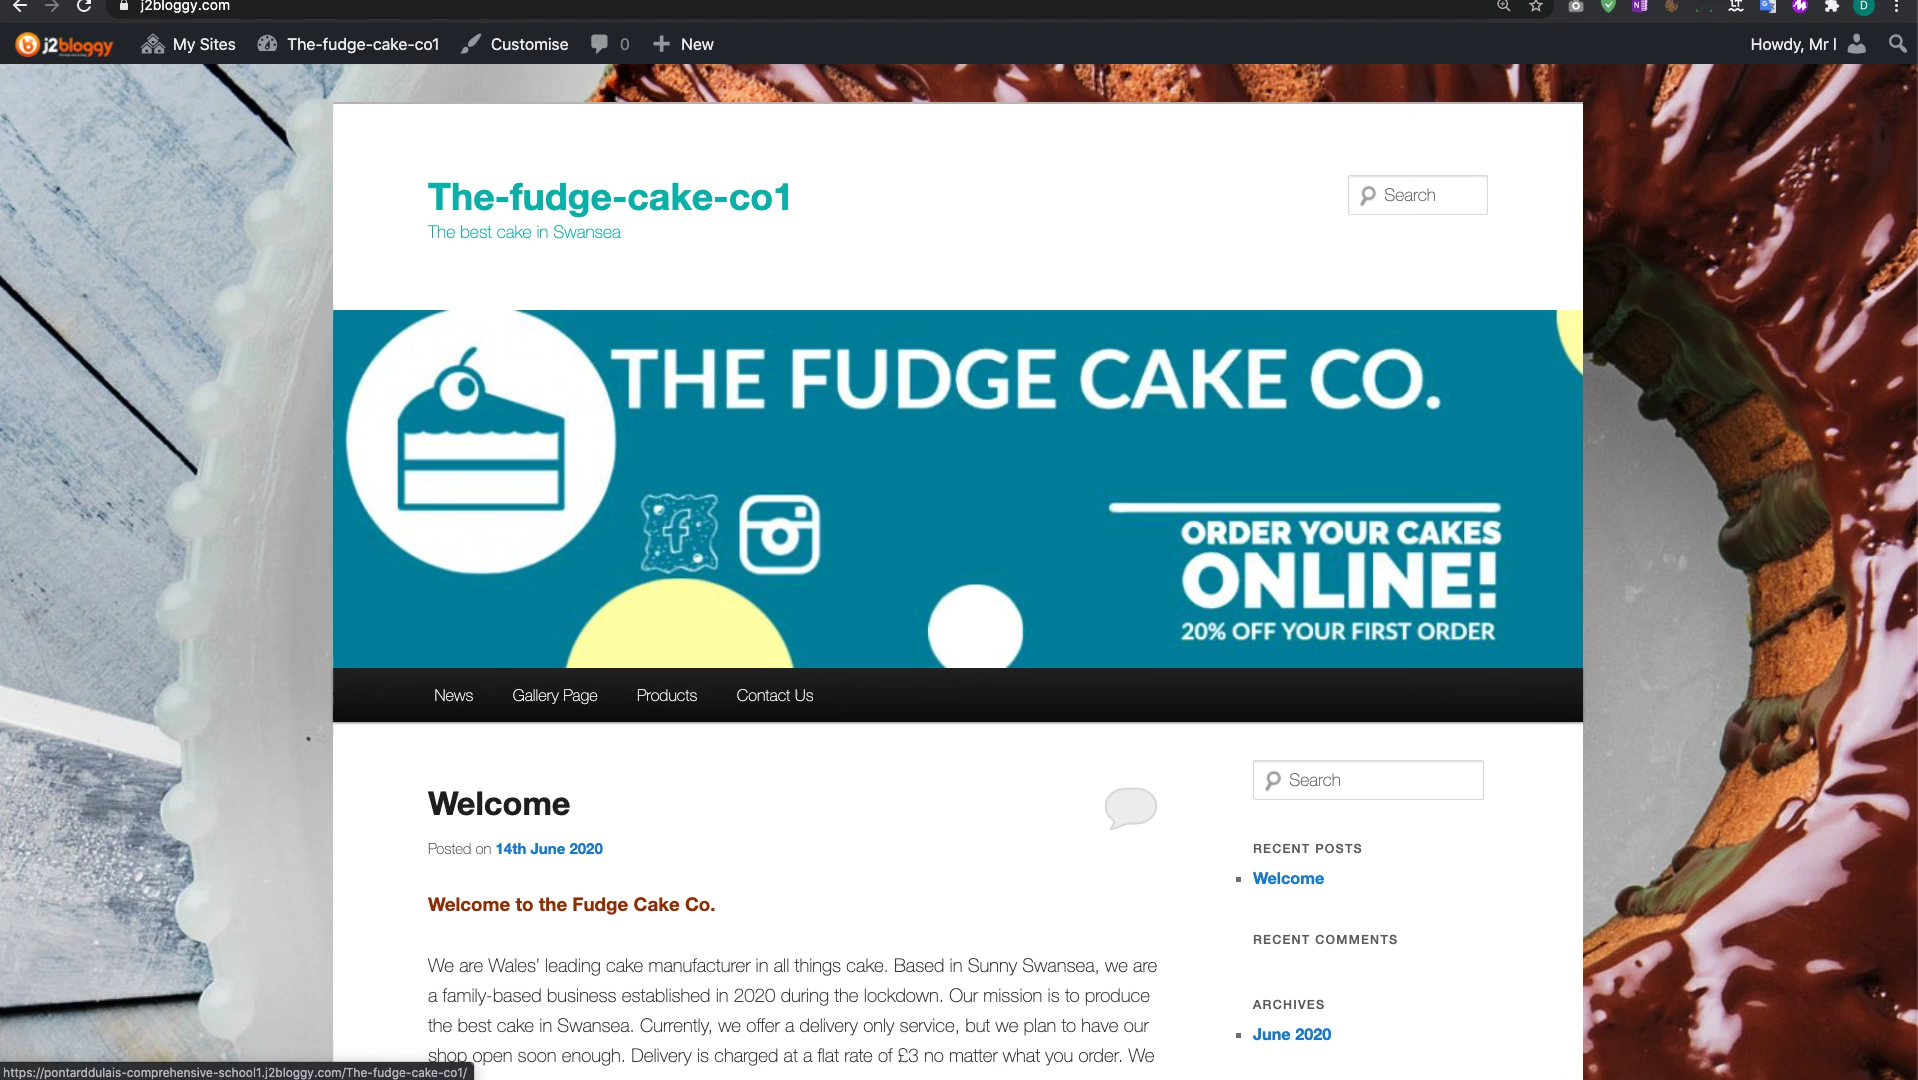 j2bloggy.com
j2bloggy
My Sites
The-fudge-cake-co1
Customise
0
New
Howdy, Mr I
The-fudge-cake-co1
The best cake in Swansea
Search
THE FUDGE CAKE CO.
ORDER YOUR CAKES
ONLINE!
20% OFF YOUR FIRST ORDER
News
Gallery Page
Products
Contact Us
Welcome
Posted on 14th June 2020
Welcome to the Fudge Cake Co.
We are Wales' leading cake manufacturer in all things cake. Based in Sunny Swansea, we are
a family-based business established in 2020 during the lockdown. Our mission is to produce
the best cake in Swansea. Currently, we offer a delivery only service, but we plan to have our
shop open soon enough. Delivery is charged at a flat rate of £3 no matter what you order. We
Search
RECENT POSTS
Welcome
RECENT COMMENTS
ARCHIVES
June 2020
https://pontarddulais-comprehensive-school1.j2bloggy.com/The-fudge-cake-co1/